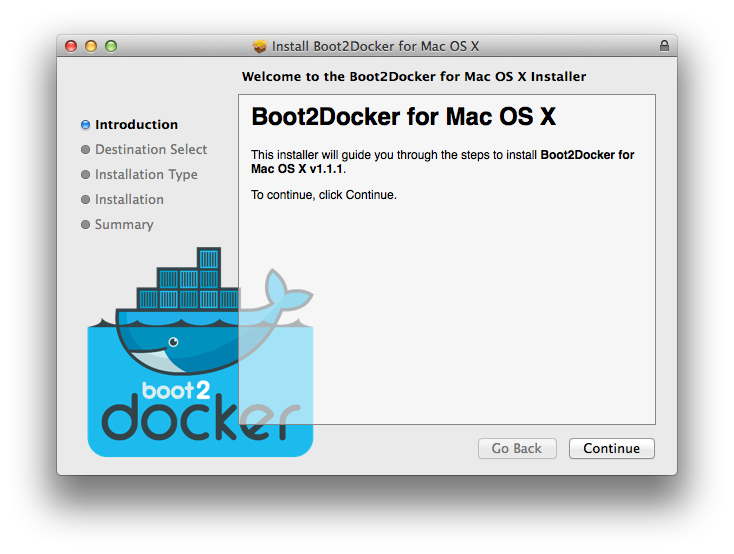 Install Boot2Docker for Mac OS X
Welcome to the Boot2Docker for Mac OS X Installer
Introduction
Destination Select
Installation Type
Installation
Summary
Boot2Docker for Mac OS X
This installer will guide you through the steps to install Boot2Docker for
Mac OS X v1.1.1.
To continue, click Continue.
boot2
docker
Go Back
Continue